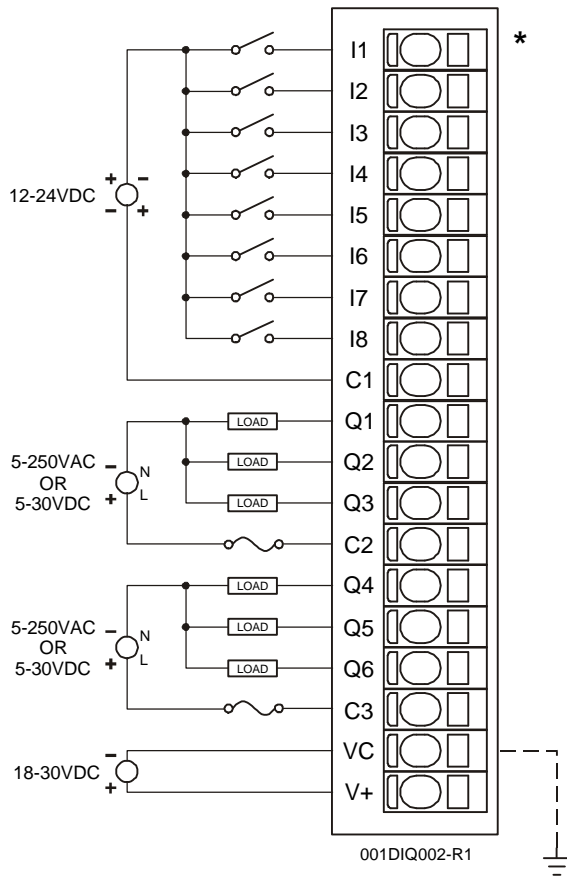 *
I1
I2
I3
I4
12-24VDC
+ -
- +
I5
I6
I7
I8
C1
Q1
LOAD
5-250VAC
OR
5-30VDC
- N
+ L
Q2
LOAD
Q3
LOAD
C2
Q4
LOAD
5-250VAC
OR
5-30VDC
- N
+ L
Q5
LOAD
Q6
LOAD
C3
VC
18-30VDC
-
+
V+
001DIQ002-R1